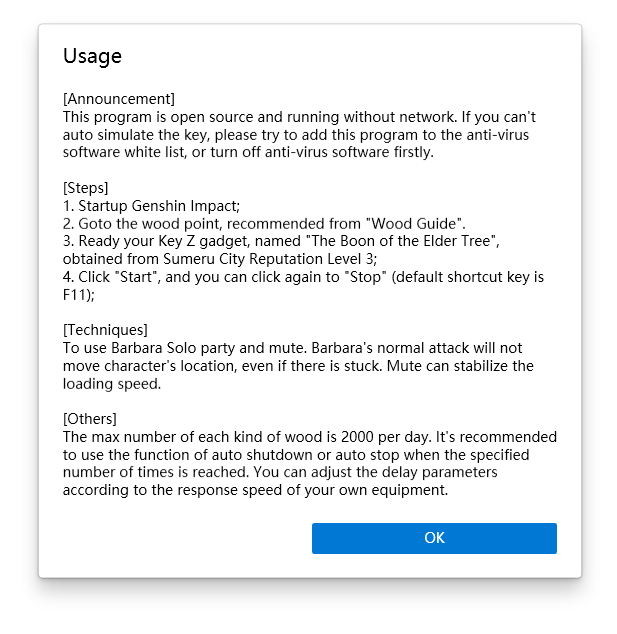 Usage
[Announcement]
This program is open source and running without network. If you can't
auto simulate the key, please try to add this program to the anti-virus
software white list, or turn off anti-virus software firstly.
[Steps]
1. Startup Genshin Impact;
2. Goto the wood point, recommended from "Wood Guide".
3. Ready your Key Z gadget, named "The Boon of the Elder Tree",
obtained from Sumeru City Reputation Level 3;
4. Click "Start", and you can click again to "Stop" (default shortcut key is
F11);
[Techniques]
To use Barbara Solo party and mute. Barbara's normal attack will not
move character's location, even if there is stuck. Mute can stabilize the
loading speed.
[Others]
The max number of each kind of wood is 2000 per day. It's recommended
to use the function of auto shutdown or auto stop when the specified
number of times is reached. You can adjust the delay parameters
according to the response speed of your own equipment.
OK